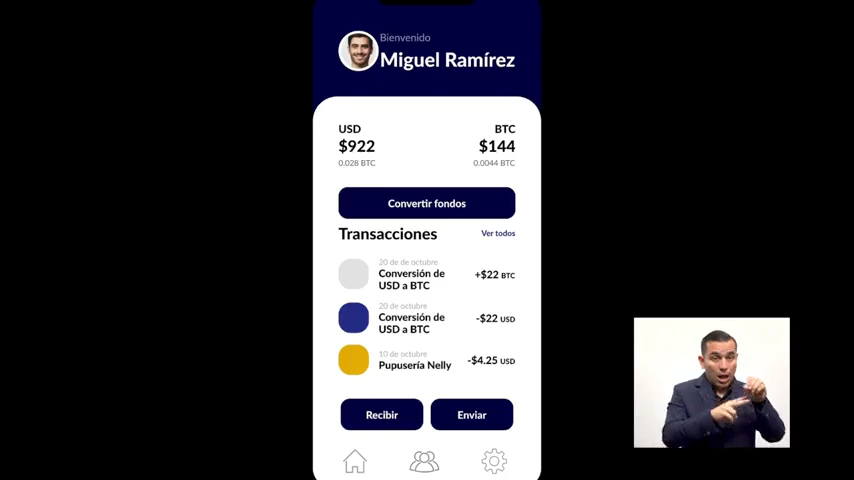 Bienvenido
Miguel Ramírez
USD BTC
$922 $144
0.028 BTC 0.0044 BTC
Convertir fondos
Transacciones Ver todos
20 de de octubre
Conversión de
USD a BTC
+$22 BTC
20 de octubre
Conversión de
USD a BTC
-$22 USD
10 de octubre
Pupusería Nelly -$4.25 USD
Recibir Enviar